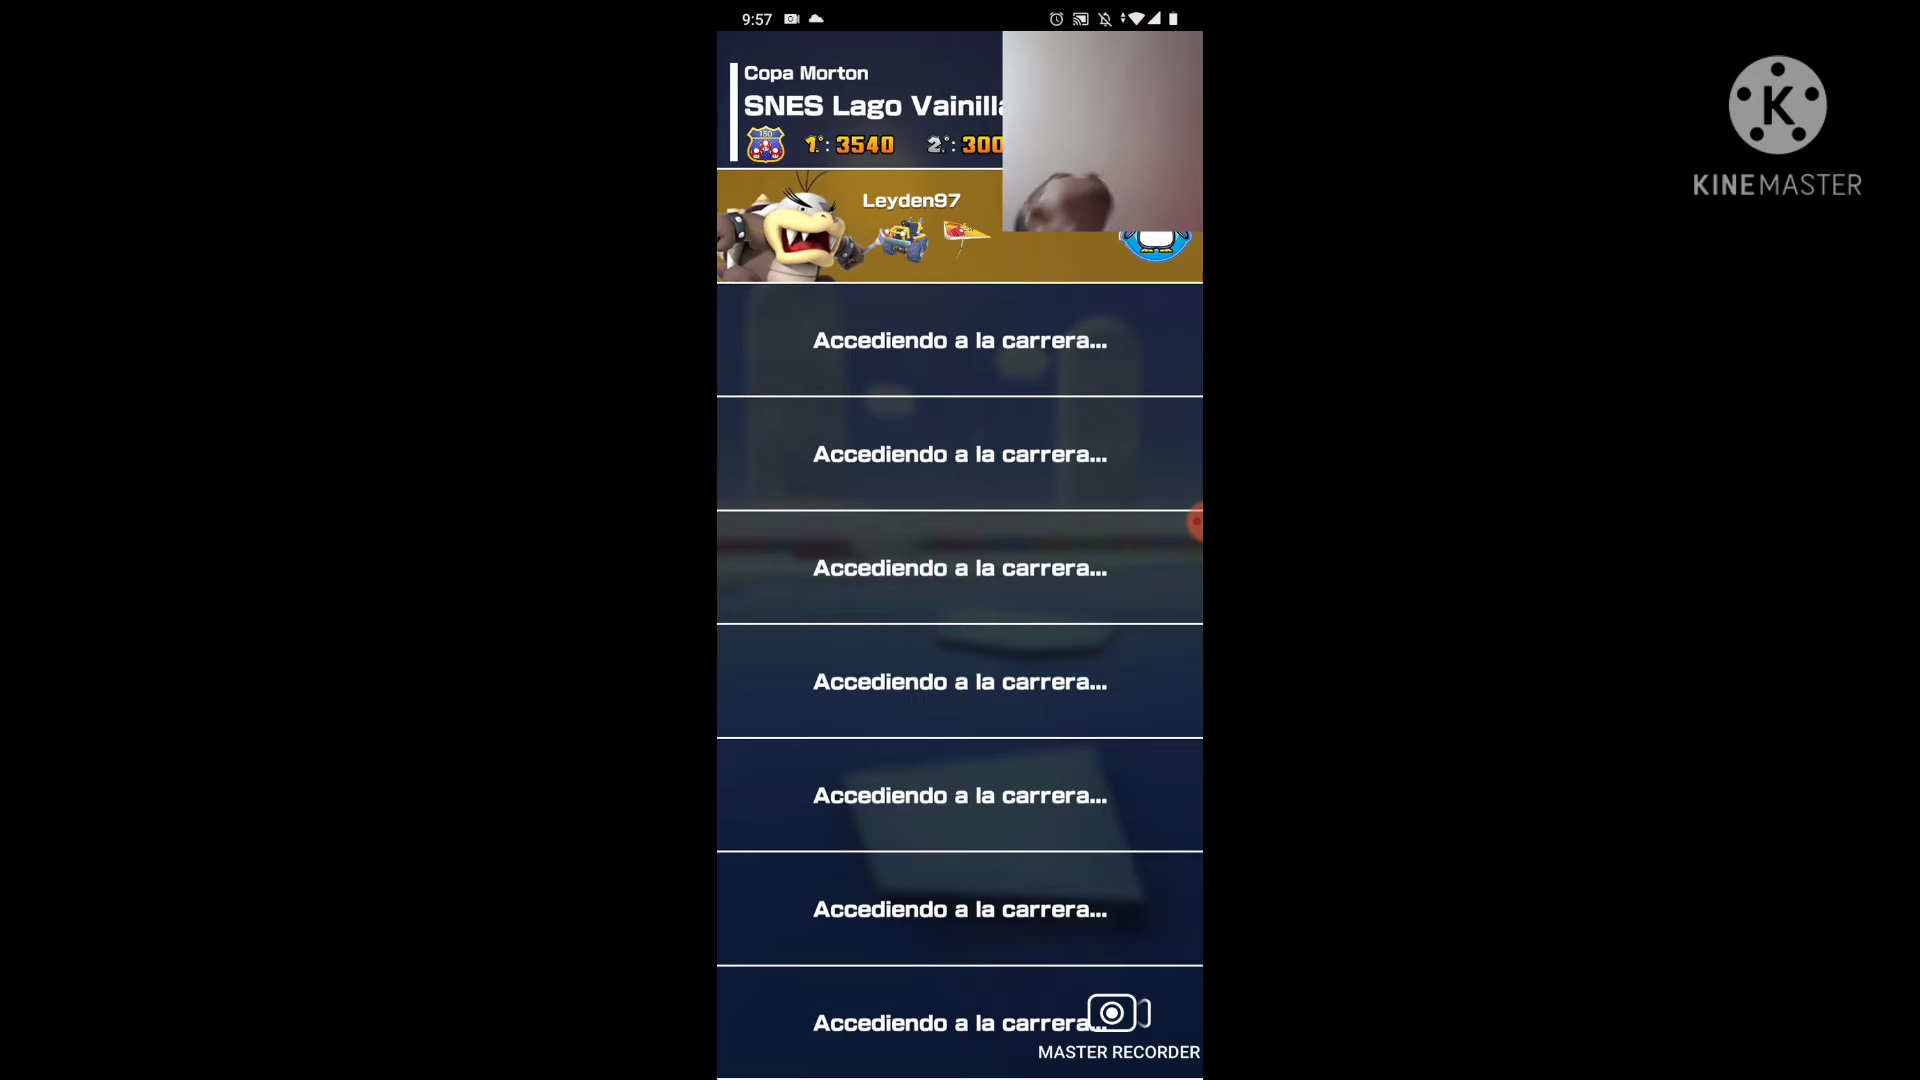 9:57
Copa Morton
SNES Lago Vainilla
1.º: 3540 2.º: 300
Leyden97
Accediendo a la carrera...
Accediendo a la carrera...
Accediendo a la carrera...
Accediendo a la carrera...
Accediendo a la carrera...
Accediendo a la carrera...
Accediendo a la carrera...
MASTER RECORDER
K
KINEMASTER